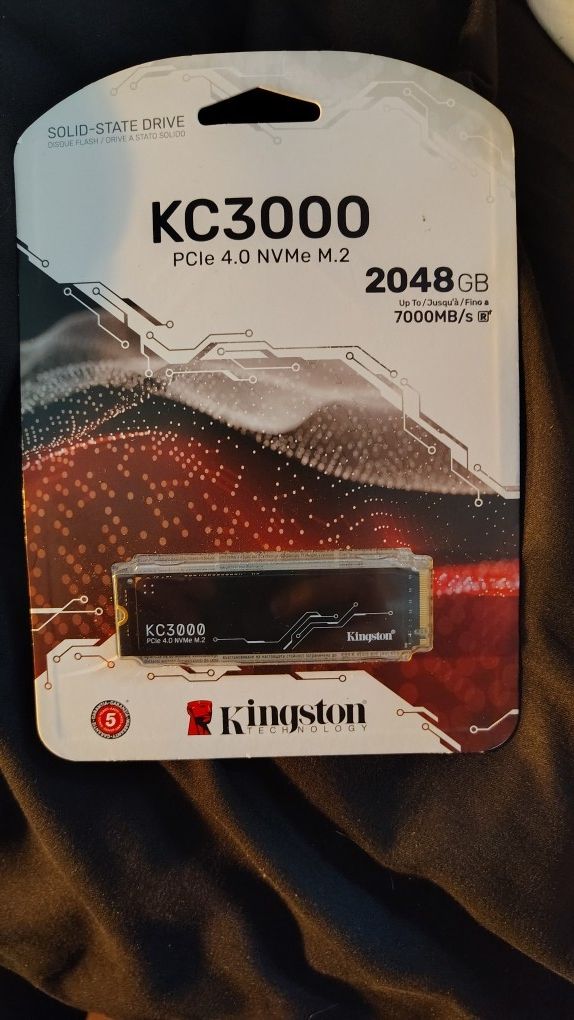 SOLID-STATE DRIVE
DISQUE FLASH / DRIVE A STATO SOLIDO
KC3000
PCIe 4.0 NVMe M.2
2048GB
Up To / Jusqu'à / Fino a
7000MB/s R
KC3000
PCIe 4.0 NVMe M.2
Kingston
5
Kingston
TECHNOLOGY